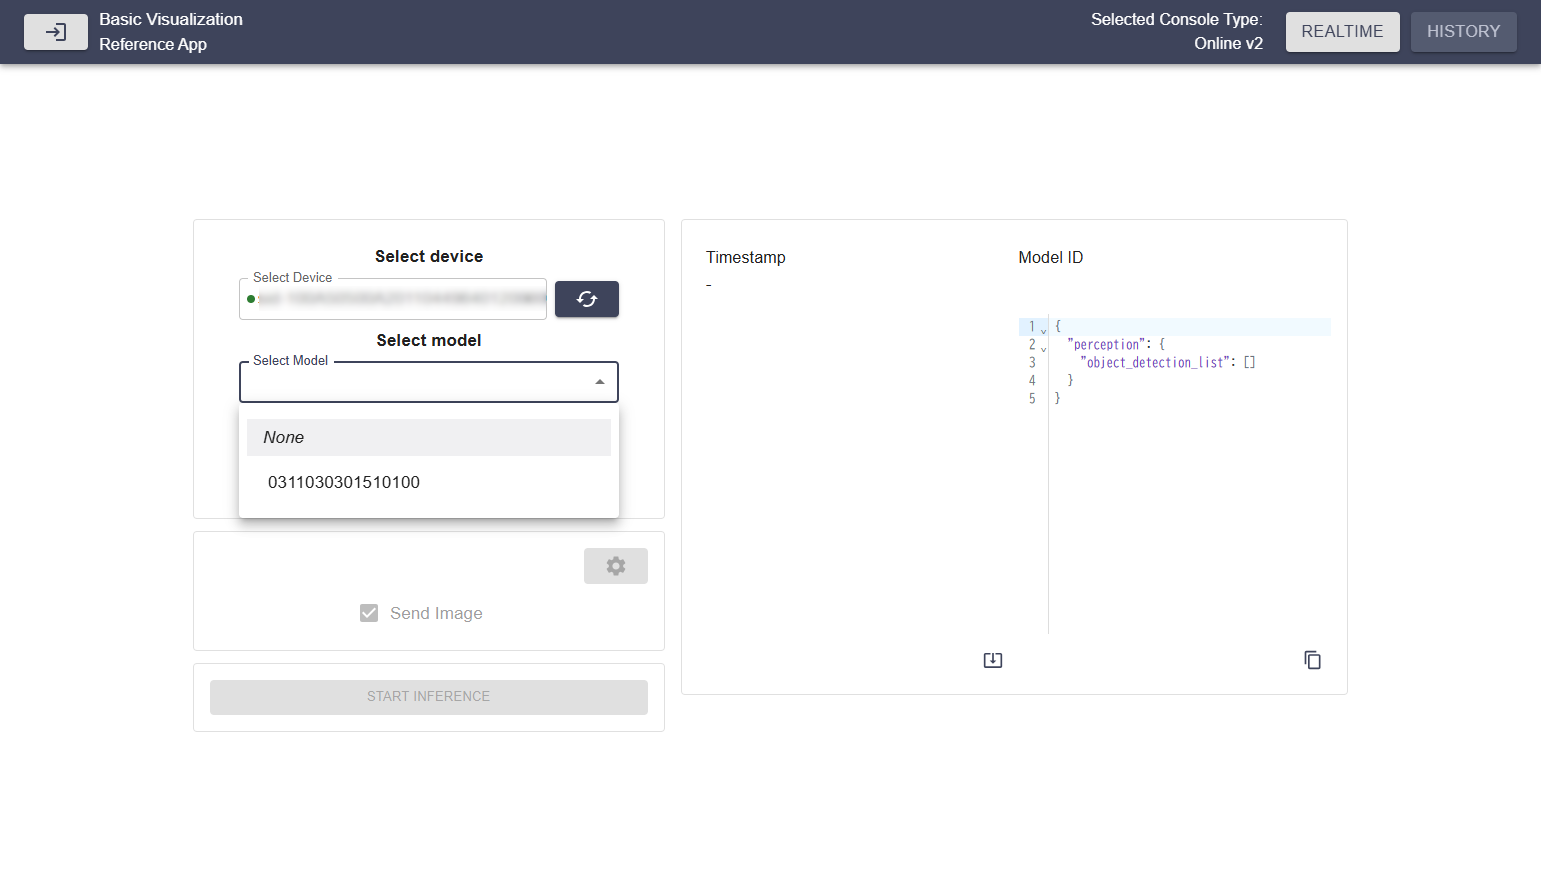 Basic Visualization
Reference App
Selected Console Type:
Online v2
REALTIME
HISTORY
Select device
Select Device
Select model
Select Model
None
0311030301510100
Send Image
START INFERENCE
Timestamp
-
Model ID
1 {
2 "perception": {
3 "object_detection_list": []
4 }
5 }